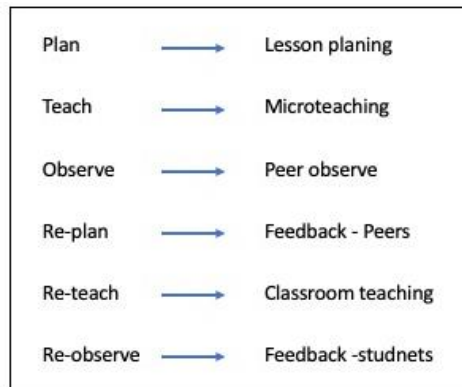 Plan Lesson planing
Teach Microteaching
Observe Peer observe
Re-plan Feedback - Peers
Re-teach Classroom teaching
Re-observe Feedback -studnets